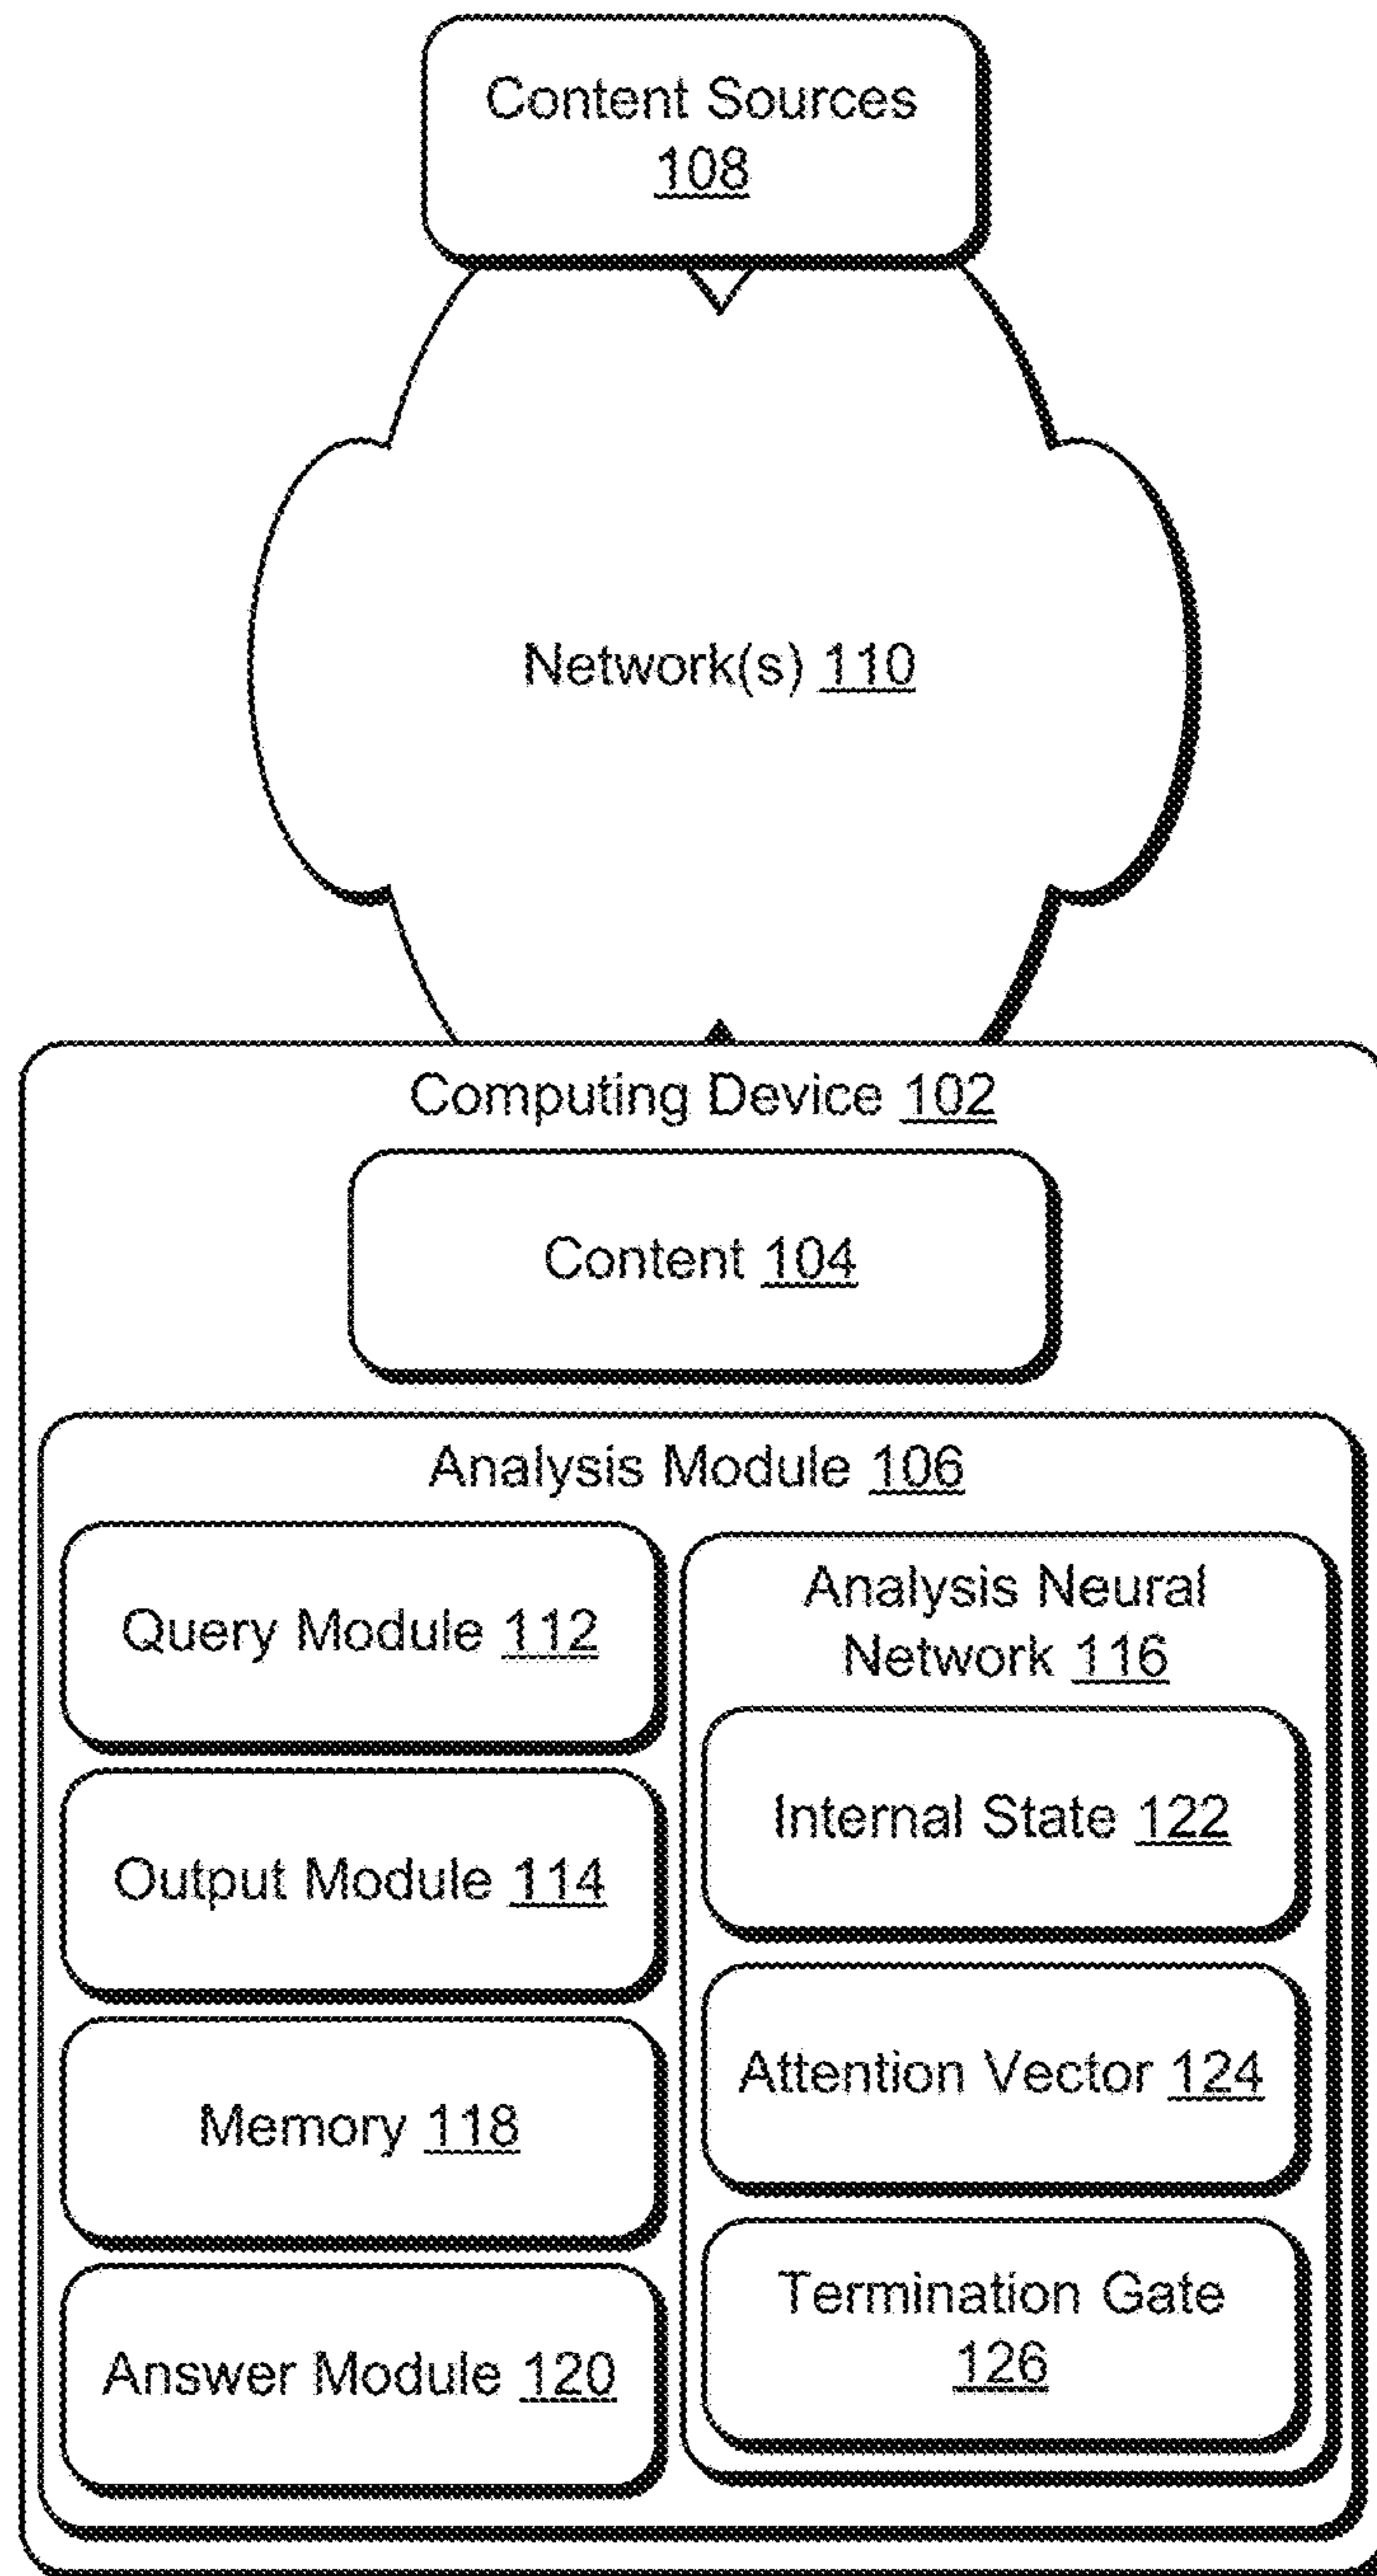 Content Sources
108
Network(s) 110
Computing Device 102
Content 104
Analysis Module 106
Query Module 112
Output Module 114
Memory 118
Answer Module 120
Analysis Neural
Network 116
Internal State 122
Attention Vector 124
Termination Gate
126